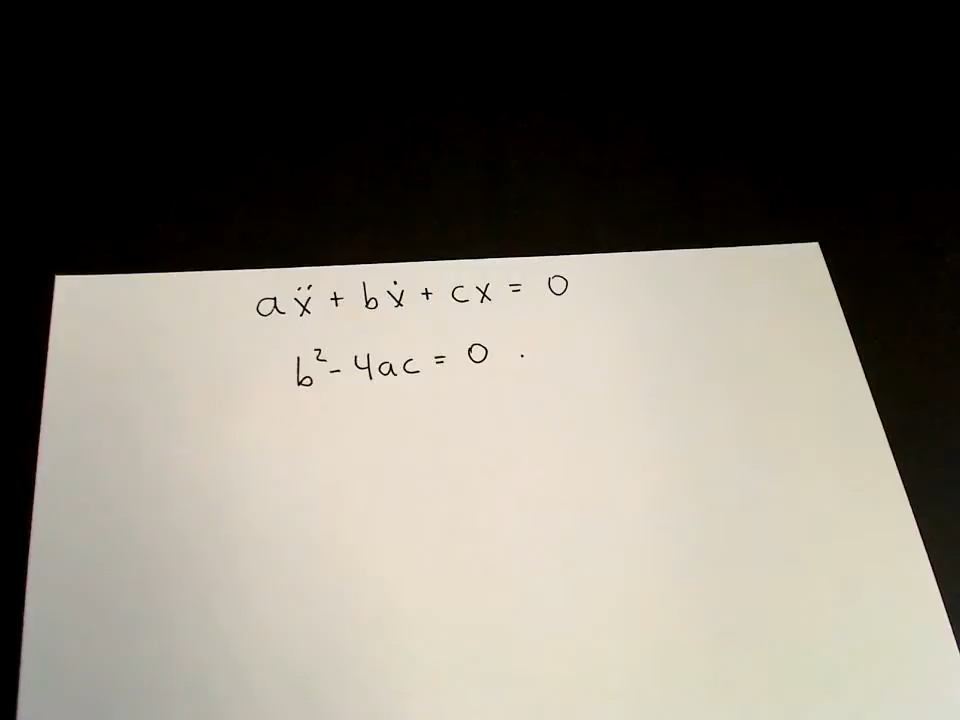 aẍ + bẋ + cx = 0
b² - 4ac = 0 .